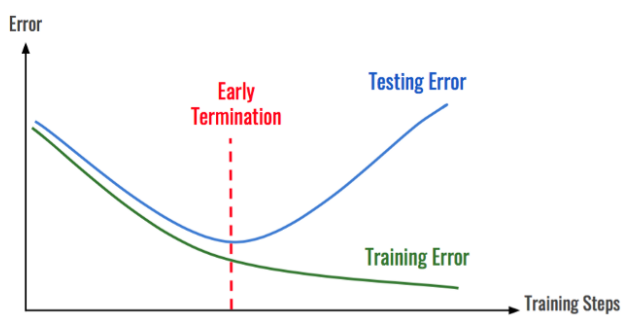 Error
Early
Termination
Testing Error
Training Error
Training Steps